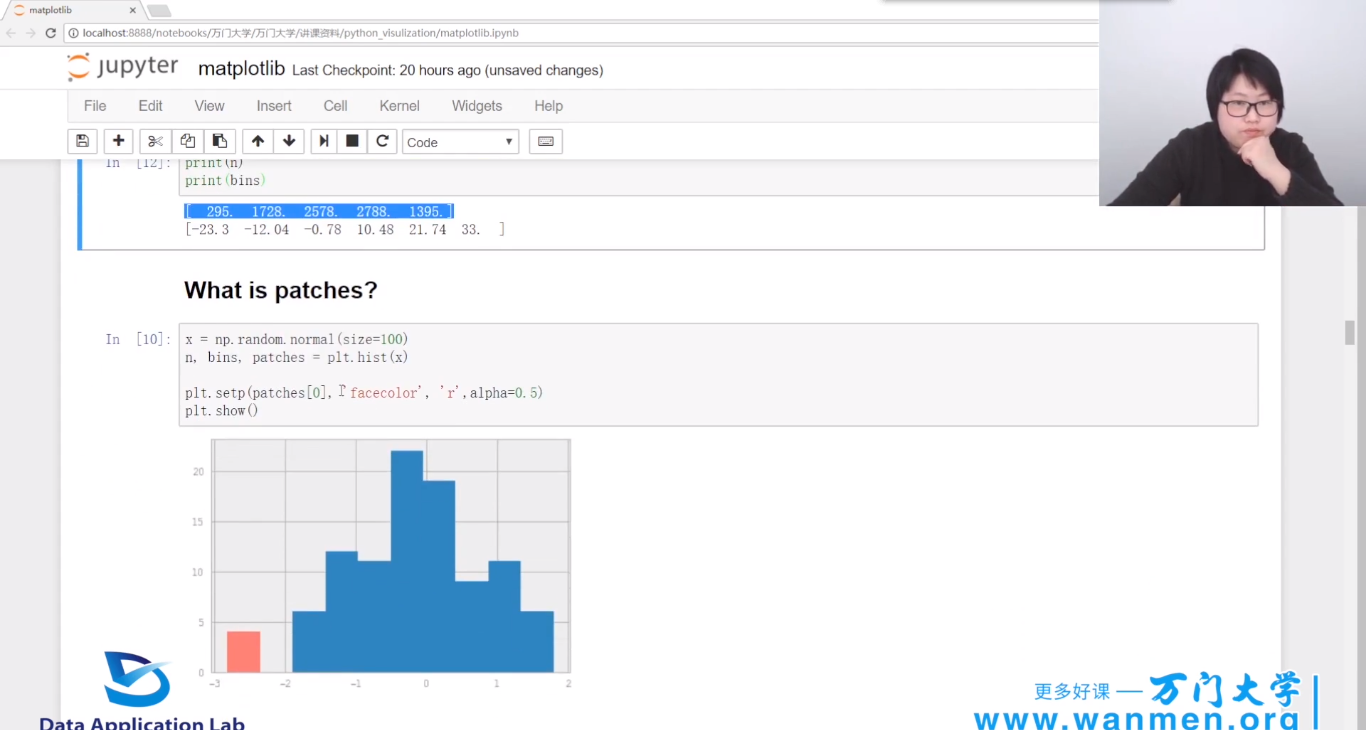 matplotlib
localhost:8888/notebooks/万门大学/万门大学/讲课资料/python_visulization/matplotlib.ipynb
jupyter matplotlib Last Checkpoint: 20 hours ago (unsaved changes)
File Edit View Insert Cell Kernel Widgets Help
Code
In [12]: print(n)
print(bins)
[ 295. 1728. 2578. 2788. 1395.]
[-23.3 -12.04 -0.78 10.48 21.74 33. ]
What is patches?
In [10]: x = np.random.normal(size=100)
n, bins, patches = plt.hist(x)
plt.setp(patches[0], 'facecolor', 'r',alpha=0.5)
plt.show()
20
15
10
5
0
-3 -2 -1 0 1 2
Data Application Lab
更多好课 — 万门大学
www.wanmen.org